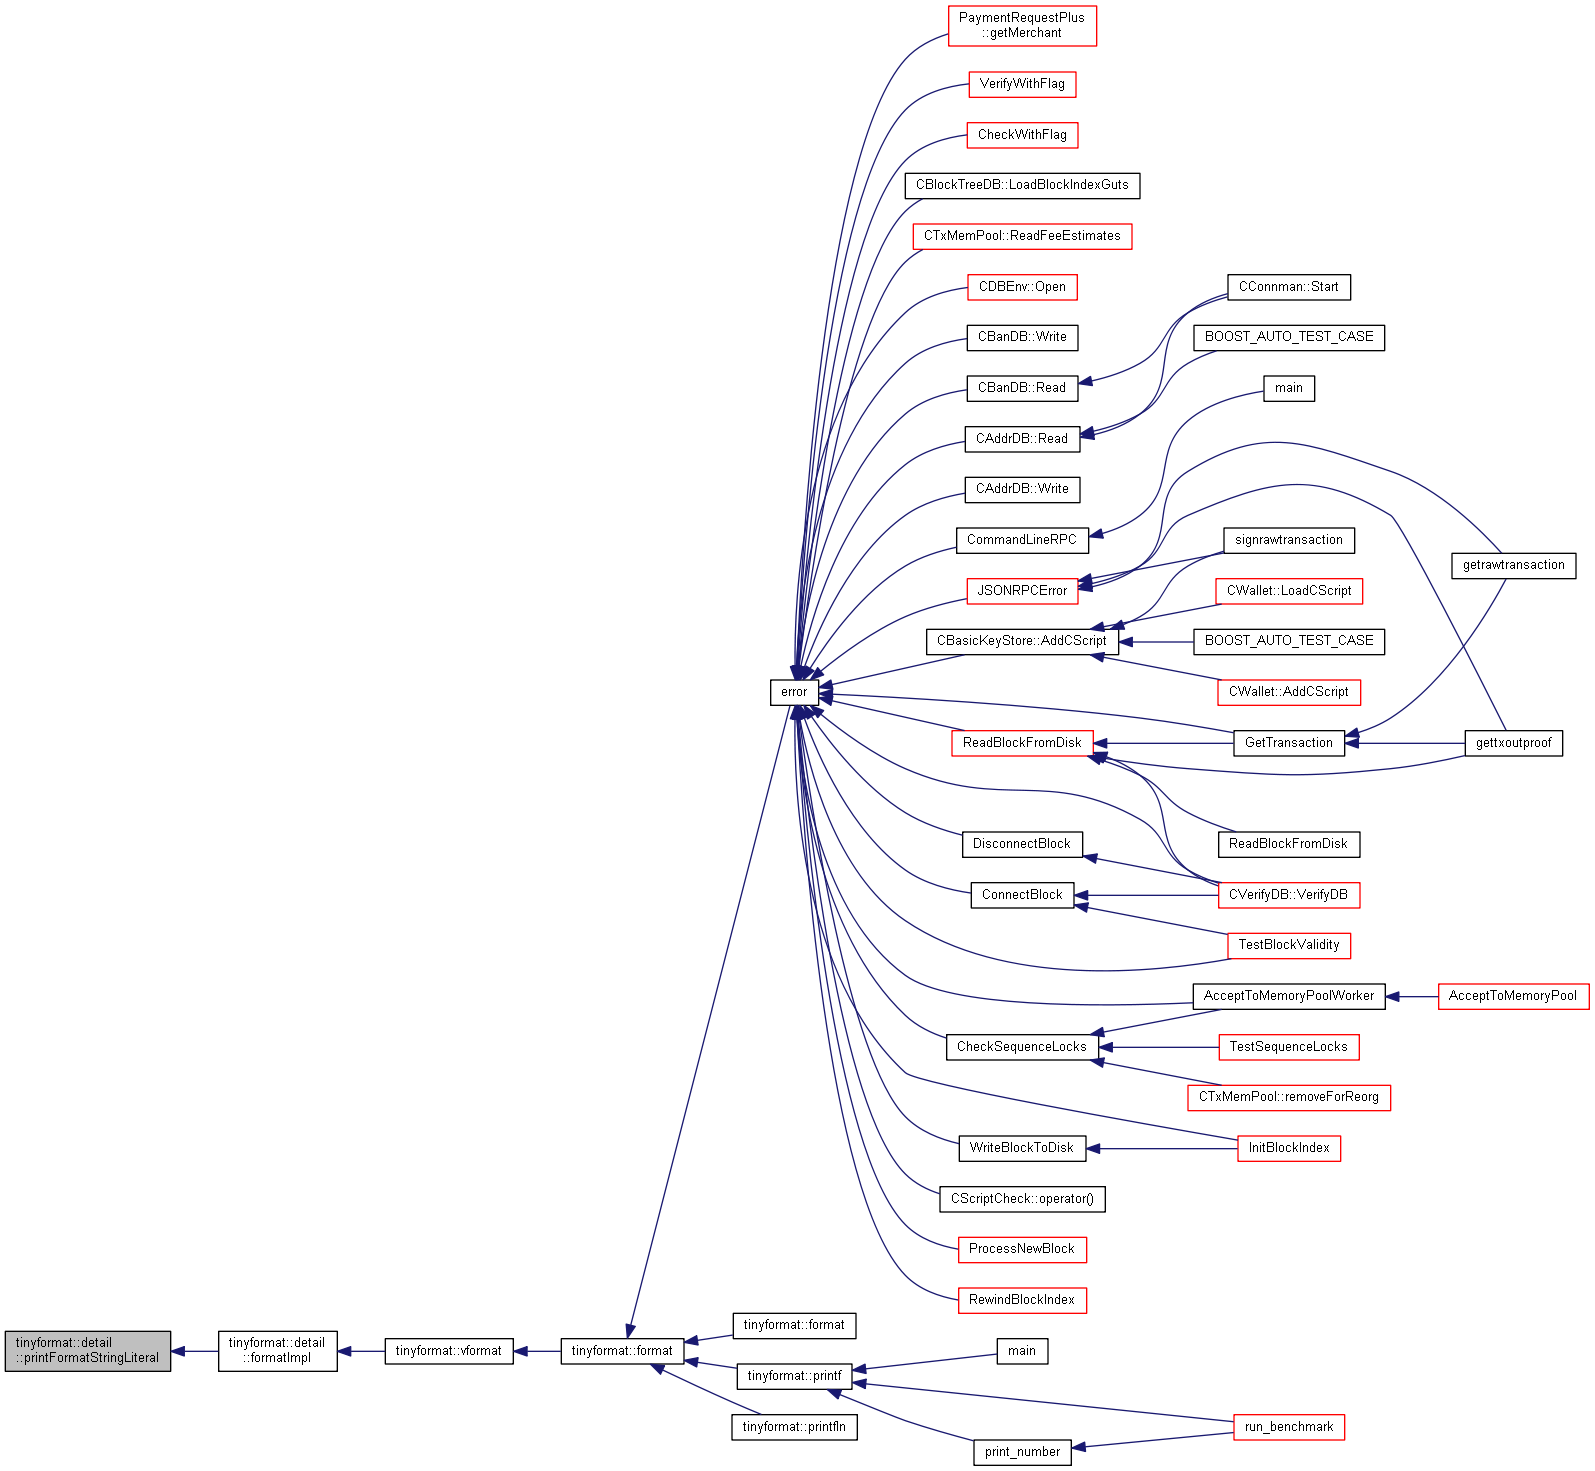 PaymentRequestPlus
::getMerchant
VerifyWithFlag
CheckWithFlag
CBlockTreeDB::LoadBlockIndexGuts
CTxMemPool::ReadFeeEstimates
CDBEnv::Open
CConnman::Start
CBanDB::Write
BOOST_AUTO_TEST_CASE
CBanDB::Read
main
CAddrDB::Read
CAddrDB::Write
CommandLineRPC
signrawtransaction
getrawtransaction
JSONRPCError
CWallet::LoadCScript
CBasicKeyStore::AddCScript
BOOST_AUTO_TEST_CASE
error
CWallet::AddCScript
ReadBlockFromDisk
GetTransaction
gettxoutproof
DisconnectBlock
ReadBlockFromDisk
ConnectBlock
CVerifyDB::VerifyDB
TestBlockValidity
AcceptToMemoryPoolWorker
AcceptToMemoryPool
CheckSequenceLocks
TestSequenceLocks
CTxMemPool::removeForReorg
WriteBlockToDisk
InitBlockIndex
CScriptCheck::operator()
ProcessNewBlock
RewindBlockIndex
tinyformat::format
tinyformat::detail
::printFormatStringLiteral
tinyformat::detail
::formatImpl
tinyformat::vformat
tinyformat::format
main
tinyformat::printf
tinyformat::printfln
run_benchmark
print_number